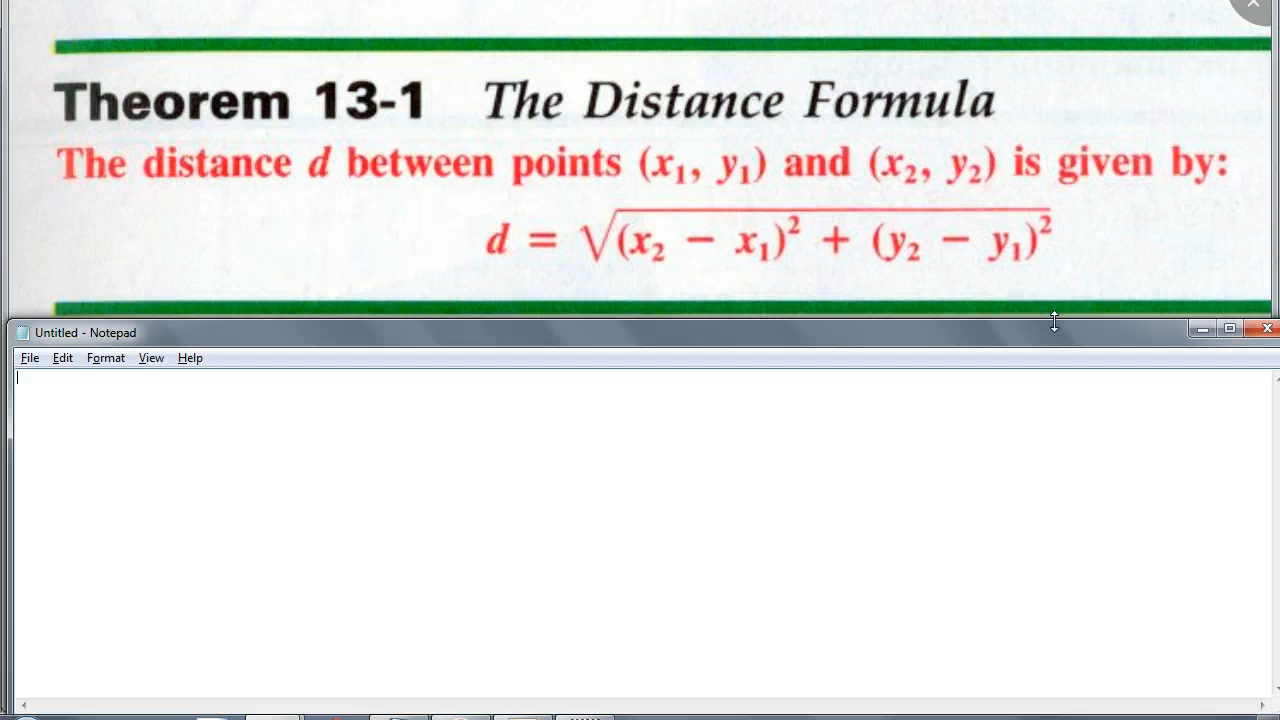 Theorem 13-1 The Distance Formula
The distance d between points (x₁, y₁) and (x₂, y₂) is given by:
d = √(x₂ − x₁)² + (y₂ − y₁)²
Untitled - Notepad
File Edit Format View Help